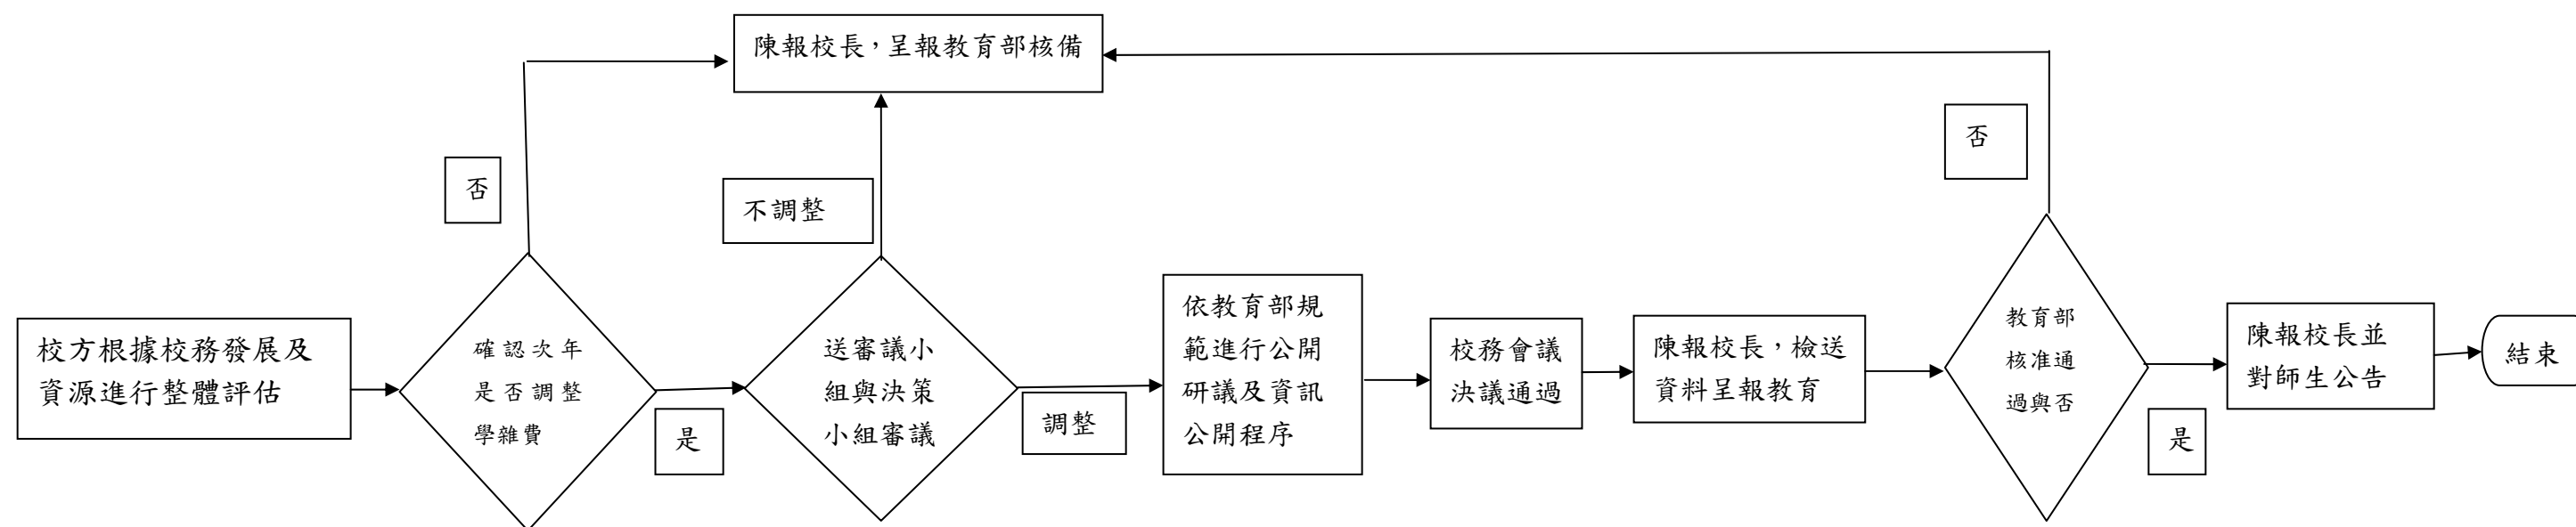 陳報校長，呈報教育部核備
否
不調整
否
校方根據校務發展及
資源進行整體評估
確認次年
是否調整
學雜費
是
送審議小
組與決策
小組審議
調整
依教育部規
範進行公開
研議及資訊
公開程序
校務會議
決議通過
陳報校長，檢送
資料呈報教育
教育部
核准通
過與否
是
陳報校長並
對師生公告
結束